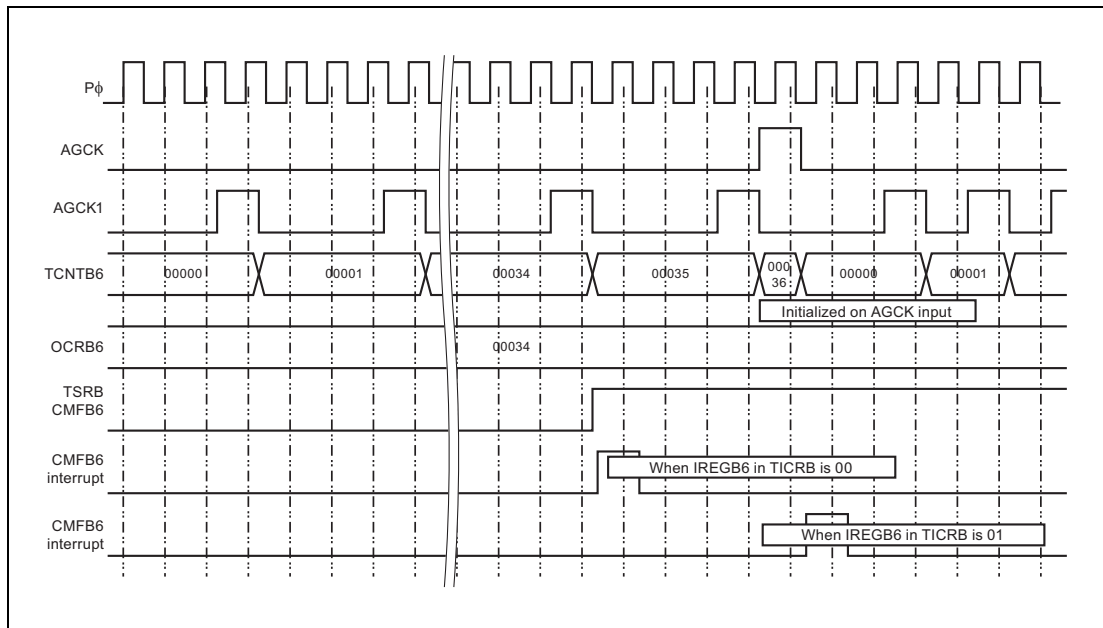 Pϕ
AGCK
AGCK1
TCNTB6
00000
00001
00034
00035
000
36
00000
00001
Initialized on AGCK input
OCRB6
00034
TSRB
CMFB6
CMFB6
interrupt
When IREGB6 in TICRB is 00
CMFB6
interrupt
When IREGB6 in TICRB is 01